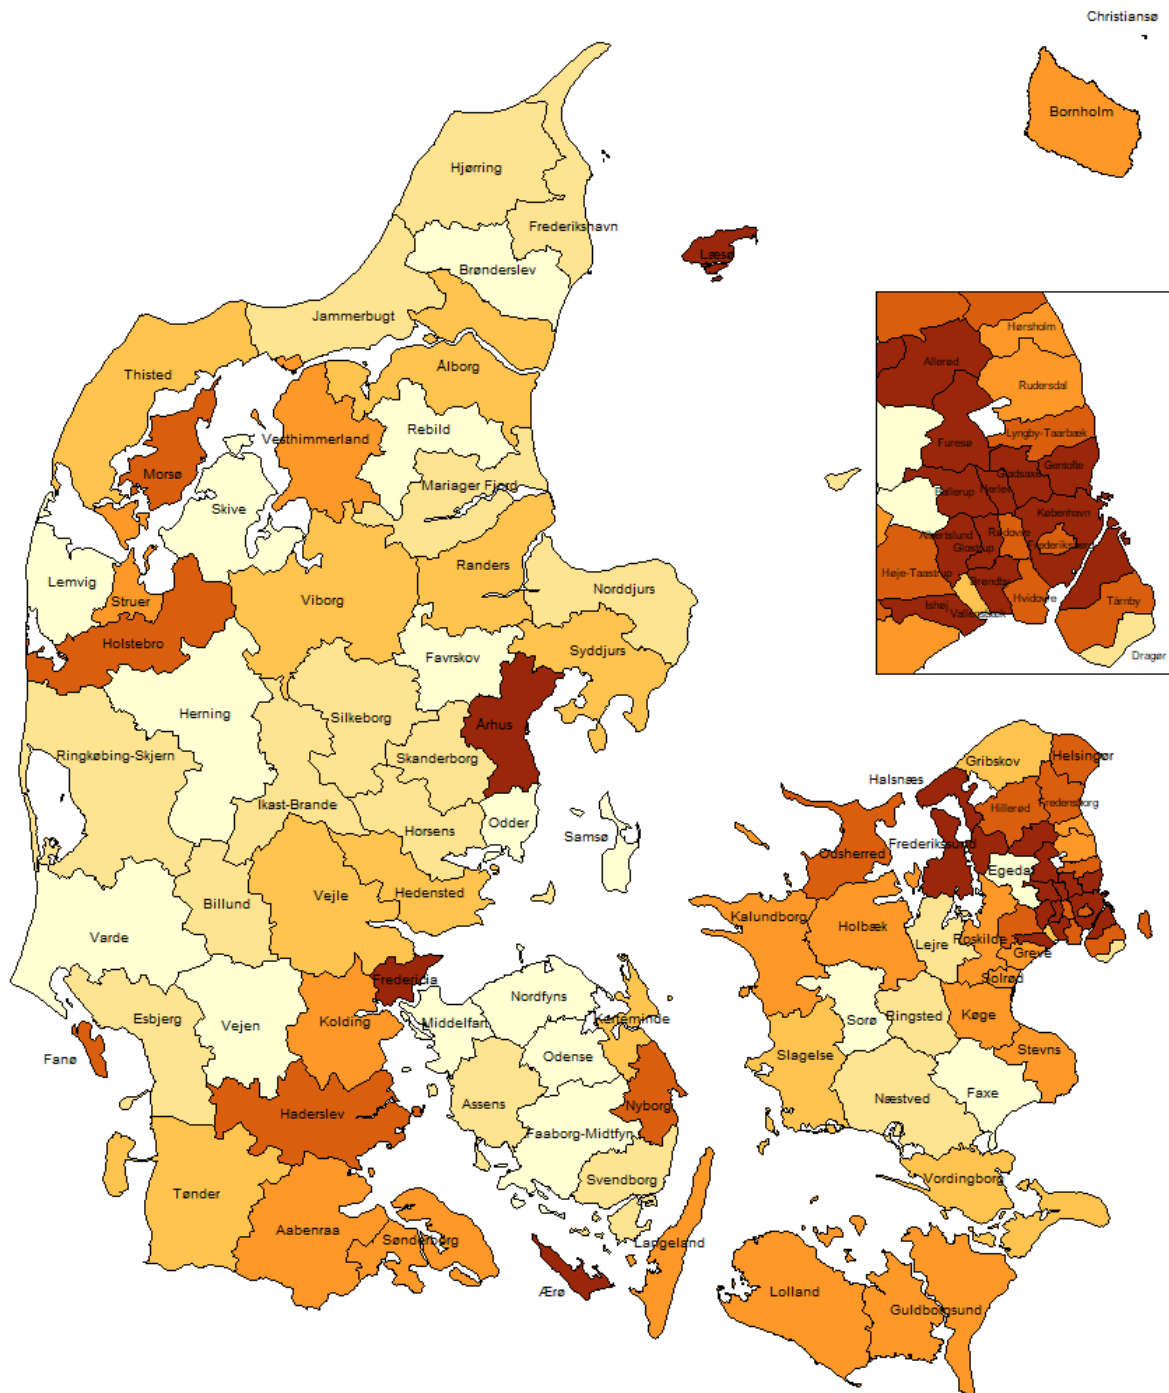 Christiansø
Bornholm
Hjørring
Frederikshavn
Læsø
Brønderslev
Jammerbugt
Ålborg
Thisted
Hørsholm
Allerød
Rudersdal
Vesthimmerland
Rebild
Lyngby-Taarbæk
Furesø
Gentofte
Morsø
Gladsaxe
Mariager Fjord
Ballerup
Herlev
Skive
København
Albertslund
Rødovre
Glostrup
Frederiksberg
Randers
Høje-Taastrup
Lemvig
Brøndby
Norddjurs
Struer
Viborg
Hvidovre
Tårnby
Ishøj
Vallensbæk
Holstebro
Favrskov
Syddjurs
Dragør
Herning
Silkeborg
Århus
Ringkøbing-Skjern
Skanderborg
Helsingør
Gribskov
Halsnæs
Ikast-Brande
Hillerød
Fredensborg
Odder
Horsens
Samsø
Frederikssund
Odsherred
Egedal
Hedensted
Vejle
Billund
Kalundborg
Holbæk
Varde
Lejre
Roskilde
Greve
Fredericia
Solrød
Nordfyns
Esbjerg
Vejen
Kolding
Middelfart
Kerteminde
Sorø
Ringsted
Køge
Stevns
Fanø
Odense
Slagelse
Haderslev
Assens
Nyborg
Næstved
Faxe
Faaborg-Midtfyn
Svendborg
Vordingborg
Tønder
Aabenraa
Sønderborg
Langeland
Ærø
Lolland
Guldborgsund